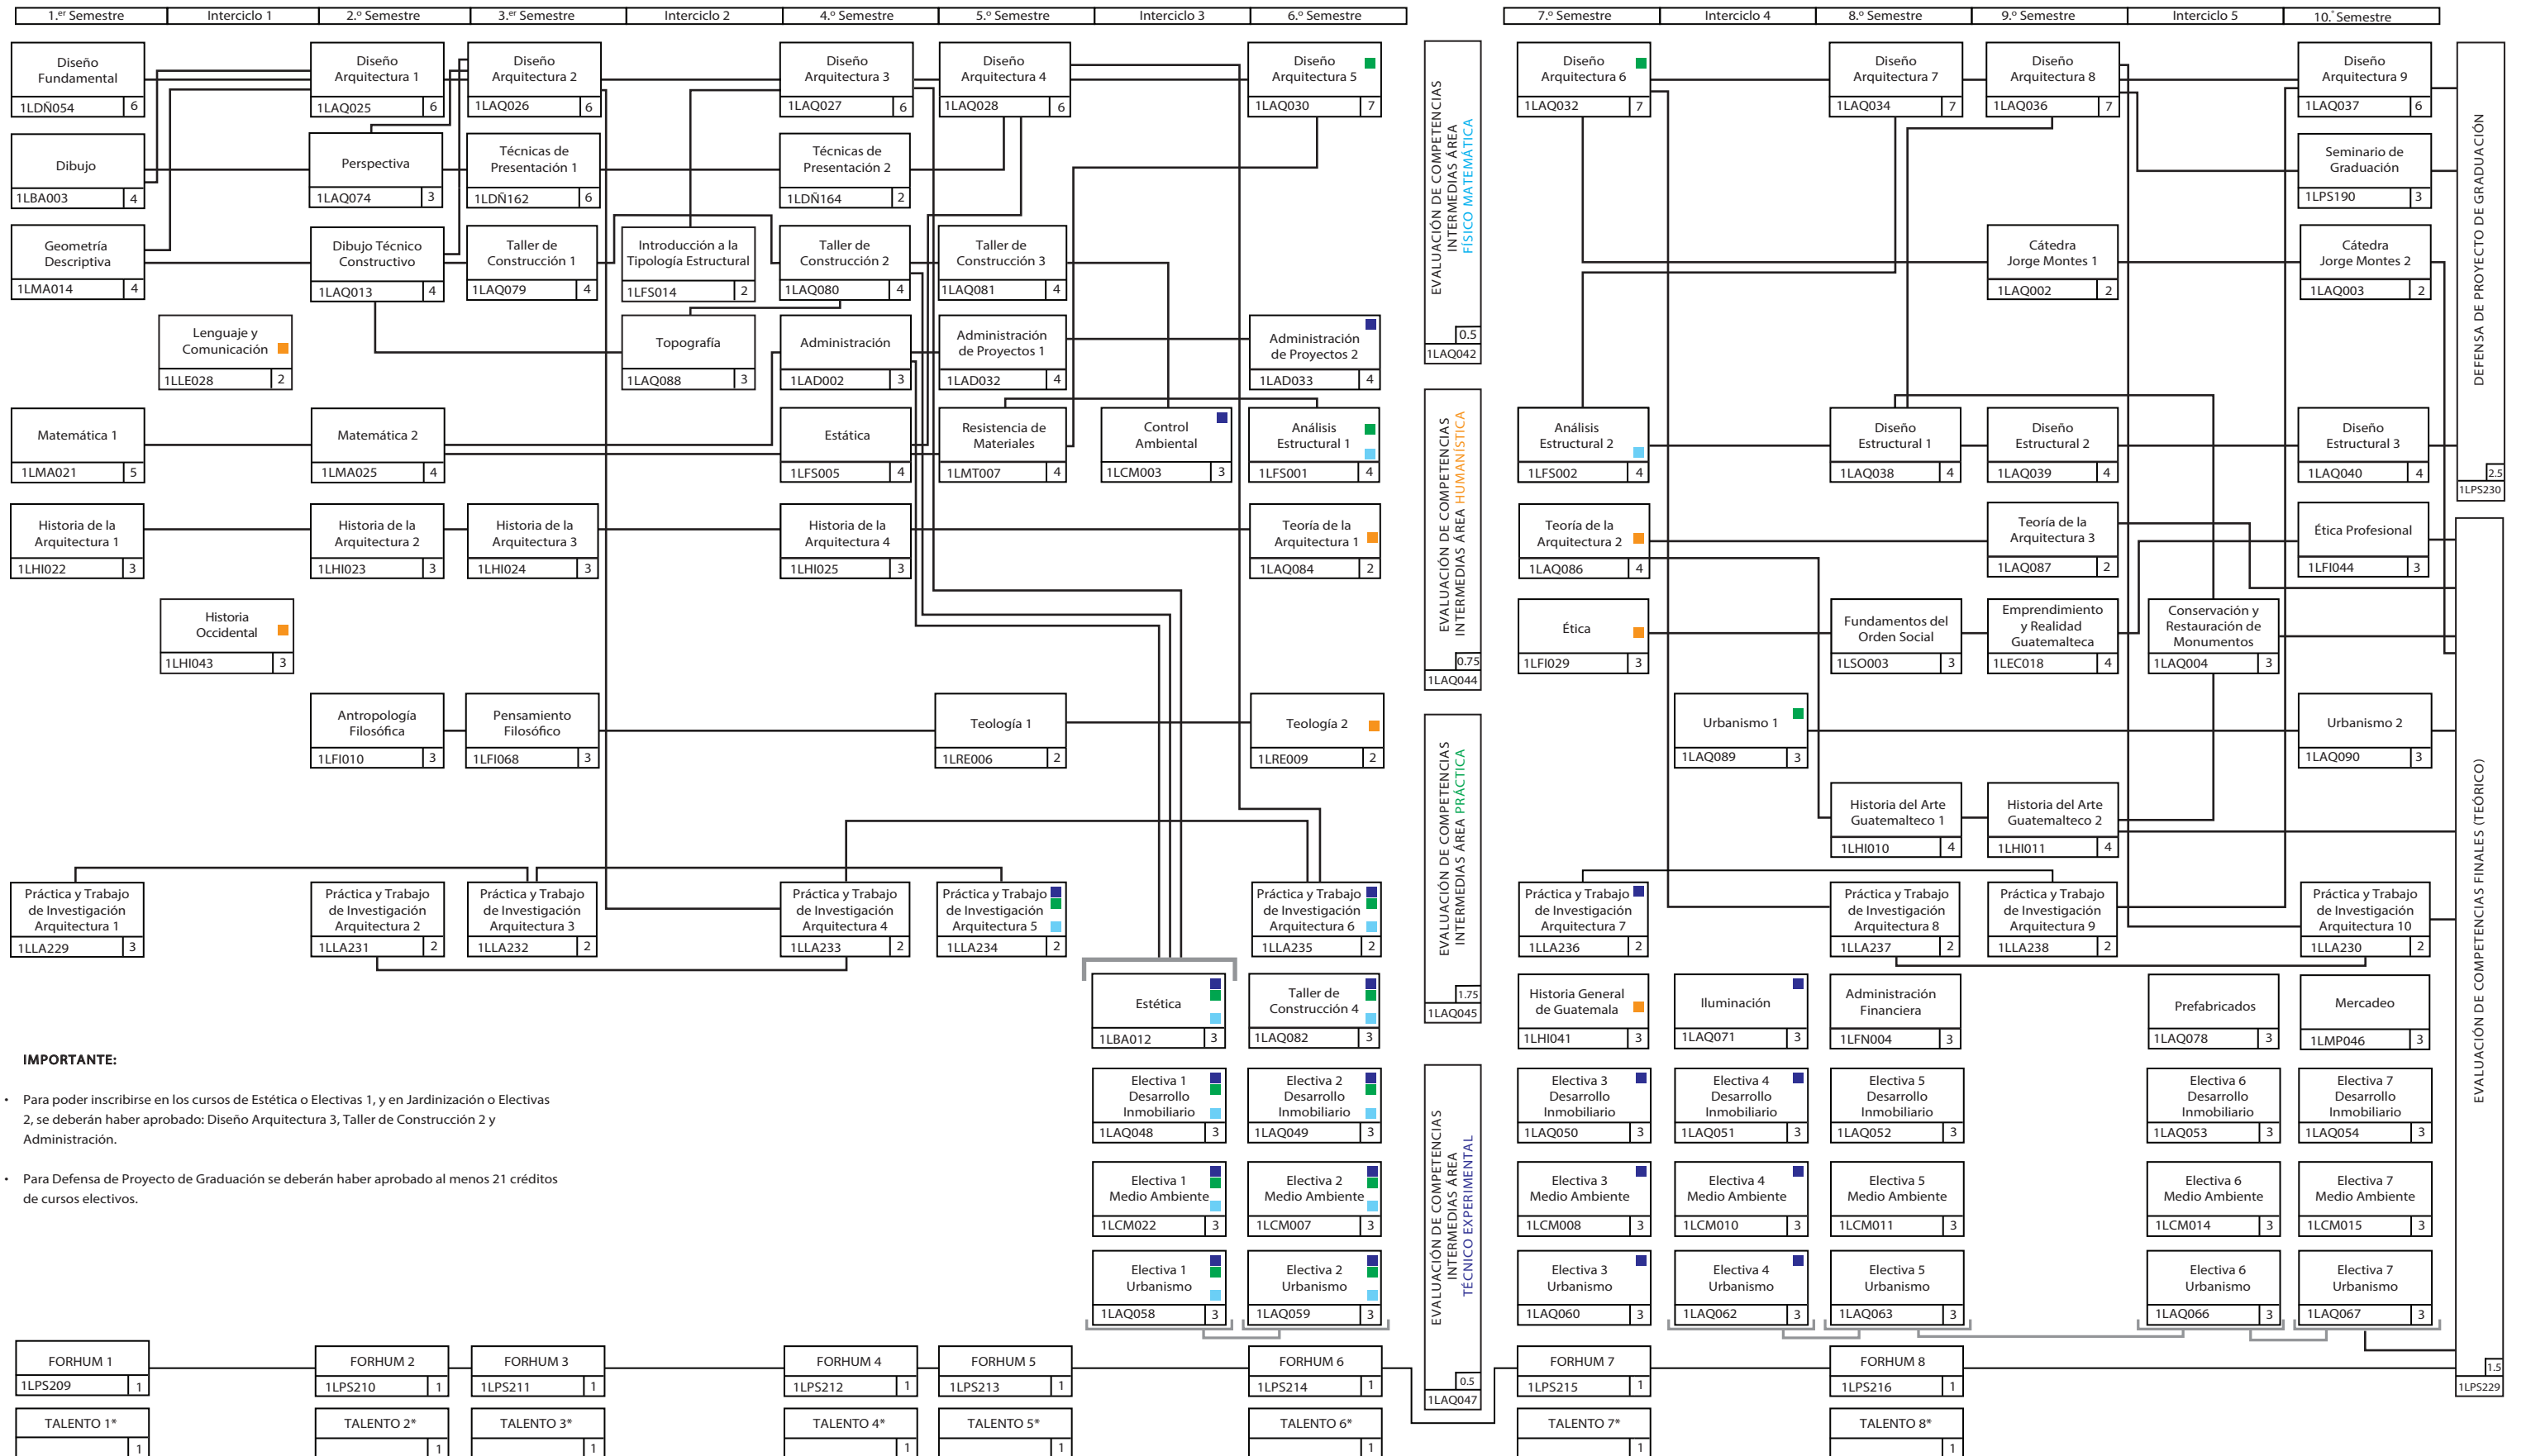 1.er Semestre
Interciclo 1
2.º Semestre
3.er Semestre
Interciclo 2
4.º Semestre
5.º Semestre
Interciclo 3
6.º Semestre
7.º Semestre
Interciclo 4
8.º Semestre
9.º Semestre
Interciclo 5
10.º Semestre
Diseño
Fundamental
1LDÑ054 6
Diseño
Arquitectura 1
1LAQ025 6
Diseño
Arquitectura 2
1LAQ026 6
Diseño
Arquitectura 3
1LAQ027 6
Diseño
Arquitectura 4
1LAQ028 6
Diseño
Arquitectura 5
1LAQ030 7
Diseño
Arquitectura 6
1LAQ032 7
Diseño
Arquitectura 7
1LAQ034 7
Diseño
Arquitectura 8
1LAQ036 7
Diseño
Arquitectura 9
1LAQ037 6
Dibujo
1LBA003 4
Perspectiva
1LAQ074 3
Técnicas de
Presentación 1
1LDÑ162 6
Técnicas de
Presentación 2
1LDÑ164 2
Seminario de
Graduación
1LPS190 3
Geometría
Descriptiva
1LMA014 4
Dibujo Técnico
Constructivo
1LAQ013 4
Taller de
Construcción 1
1LAQ079 4
Introducción a la
Tipología Estructural
1LFS014 2
Taller de
Construcción 2
1LAQ080 4
Taller de
Construcción 3
1LAQ081 4
Cátedra
Jorge Montes 1
1LAQ002 2
Cátedra
Jorge Montes 2
1LAQ003 2
Lenguaje y
Comunicación
1LLE028 2
Topografía
1LAQ088 3
Administración
1LAD002 3
Administración
de Proyectos 1
1LAD032 4
Administración
de Proyectos 2
1LAD033 4
Matemática 1
1LMA021 5
Matemática 2
1LMA025 4
Estática
1LFS005 4
Resistencia de
Materiales
1LMT007 4
Control
Ambiental
1LCM003 3
Análisis
Estructural 1
1LFS001 4
Análisis
Estructural 2
1LFS002 4
Diseño
Estructural 1
1LAQ038 4
Diseño
Estructural 2
1LAQ039 4
Diseño
Estructural 3
1LAQ040 4
Historia de la
Arquitectura 1
1LHI022 3
Historia de la
Arquitectura 2
1LHI023 3
Historia de la
Arquitectura 3
1LHI024 3
Historia de la
Arquitectura 4
1LHI025 3
Teoría de la
Arquitectura 1
1LAQ084 2
Teoría de la
Arquitectura 2
1LAQ086 4
Teoría de la
Arquitectura 3
1LAQ087 2
Ética Profesional
1LFI044 3
Historia
Occidental
1LHI043 3
Ética
1LFI029 3
Fundamentos del
Orden Social
1LSO003 3
Emprendimiento
y Realidad
Guatemalteca
1LEC018 4
Conservación y
Restauración de
Monumentos
1LAQ004 3
Antropología
Filosófica
1LFI010 3
Pensamiento
Filosófico
1LFI068 3
Teología 1
1LRE006 2
Teología 2
1LRE009 2
Urbanismo 1
1LAQ089 3
Urbanismo 2
1LAQ090 3
Historia del Arte
Guatemalteco 1
1LHI010 4
Historia del Arte
Guatemalteco 2
1LHI011 4
Práctica y Trabajo
de Investigación
Arquitectura 1
1LLA229 3
Práctica y Trabajo
de Investigación
Arquitectura 2
1LLA231 2
Práctica y Trabajo
de Investigación
Arquitectura 3
1LLA232 2
Práctica y Trabajo
de Investigación
Arquitectura 4
1LLA233 2
Práctica y Trabajo
de Investigación
Arquitectura 5
1LLA234 2
Práctica y Trabajo
de Investigación
Arquitectura 6
1LLA235 2
Práctica y Trabajo
de Investigación
Arquitectura 7
1LLA236 2
Práctica y Trabajo
de Investigación
Arquitectura 8
1LLA237 2
Práctica y Trabajo
de Investigación
Arquitectura 9
1LLA238 2
Práctica y Trabajo
de Investigación
Arquitectura 10
1LLA230 2
Estética
1LBA012 3
Taller de
Construcción 4
1LAQ082 3
Historia General
de Guatemala
1LHI041 3
Iluminación
1LAQ071 3
Administración
Financiera
1LFN004 3
Prefabricados
1LAQ078 3
Mercadeo
1LMP046 3
Electiva 1
Desarrollo
Inmobiliario
1LAQ048 3
Electiva 2
Desarrollo
Inmobiliario
1LAQ049 3
Electiva 3
Desarrollo
Inmobiliario
1LAQ050 3
Electiva 4
Desarrollo
Inmobiliario
1LAQ051 3
Electiva 5
Desarrollo
Inmobiliario
1LAQ052 3
Electiva 6
Desarrollo
Inmobiliario
1LAQ053 3
Electiva 7
Desarrollo
Inmobiliario
1LAQ054 3
Electiva 1
Medio Ambiente
1LCM022 3
Electiva 2
Medio Ambiente
1LCM007 3
Electiva 3
Medio Ambiente
1LCM008 3
Electiva 4
Medio Ambiente
1LCM010 3
Electiva 5
Medio Ambiente
1LCM011 3
Electiva 6
Medio Ambiente
1LCM014 3
Electiva 7
Medio Ambiente
1LCM015 3
Electiva 1
Urbanismo
1LAQ058 3
Electiva 2
Urbanismo
1LAQ059 3
Electiva 3
Urbanismo
1LAQ060 3
Electiva 4
Urbanismo
1LAQ062 3
Electiva 5
Urbanismo
1LAQ063 3
Electiva 6
Urbanismo
1LAQ066 3
Electiva 7
Urbanismo
1LAQ067 3
IMPORTANTE:
• Para poder inscribirse en los cursos de Estética o Electivas 1, y en Jardinización o Electivas
2, se deberán haber aprobado: Diseño Arquitectura 3, Taller de Construcción 2 y
Administración.
• Para Defensa de Proyecto de Graduación se deberán haber aprobado al menos 21 créditos
de cursos electivos.
FORHUM 1
1LPS209 1
FORHUM 2
1LPS210 1
FORHUM 3
1LPS211 1
FORHUM 4
1LPS212 1
FORHUM 5
1LPS213 1
FORHUM 6
1LPS214 1
FORHUM 7
1LPS215 1
FORHUM 8
1LPS216 1
TALENTO 1*
1
TALENTO 2*
1
TALENTO 3*
1
TALENTO 4*
1
TALENTO 5*
1
TALENTO 6*
1
TALENTO 7*
1
TALENTO 8*
1
EVALUACIÓN DE COMPETENCIAS
INTERMEDIAS ÁREA
FÍSICO MATEMÁTICA
0.5
1LAQ042
EVALUACIÓN DE COMPETENCIAS
INTERMEDIAS ÁREA HUMANÍSTICA
0.75
1LAQ044
EVALUACIÓN DE COMPETENCIAS
INTERMEDIAS ÁREA PRÁCTICA
1.75
1LAQ045
EVALUACIÓN DE COMPETENCIAS
INTERMEDIAS ÁREA
TÉCNICO EXPERIMENTAL
0.5
1LAQ047
DEFENSA DE PROYECTO DE GRADUACIÓN
2.5
1LPS230
EVALUACIÓN DE COMPETENCIAS FINALES (TEÓRICO)
1.5
1LPS229